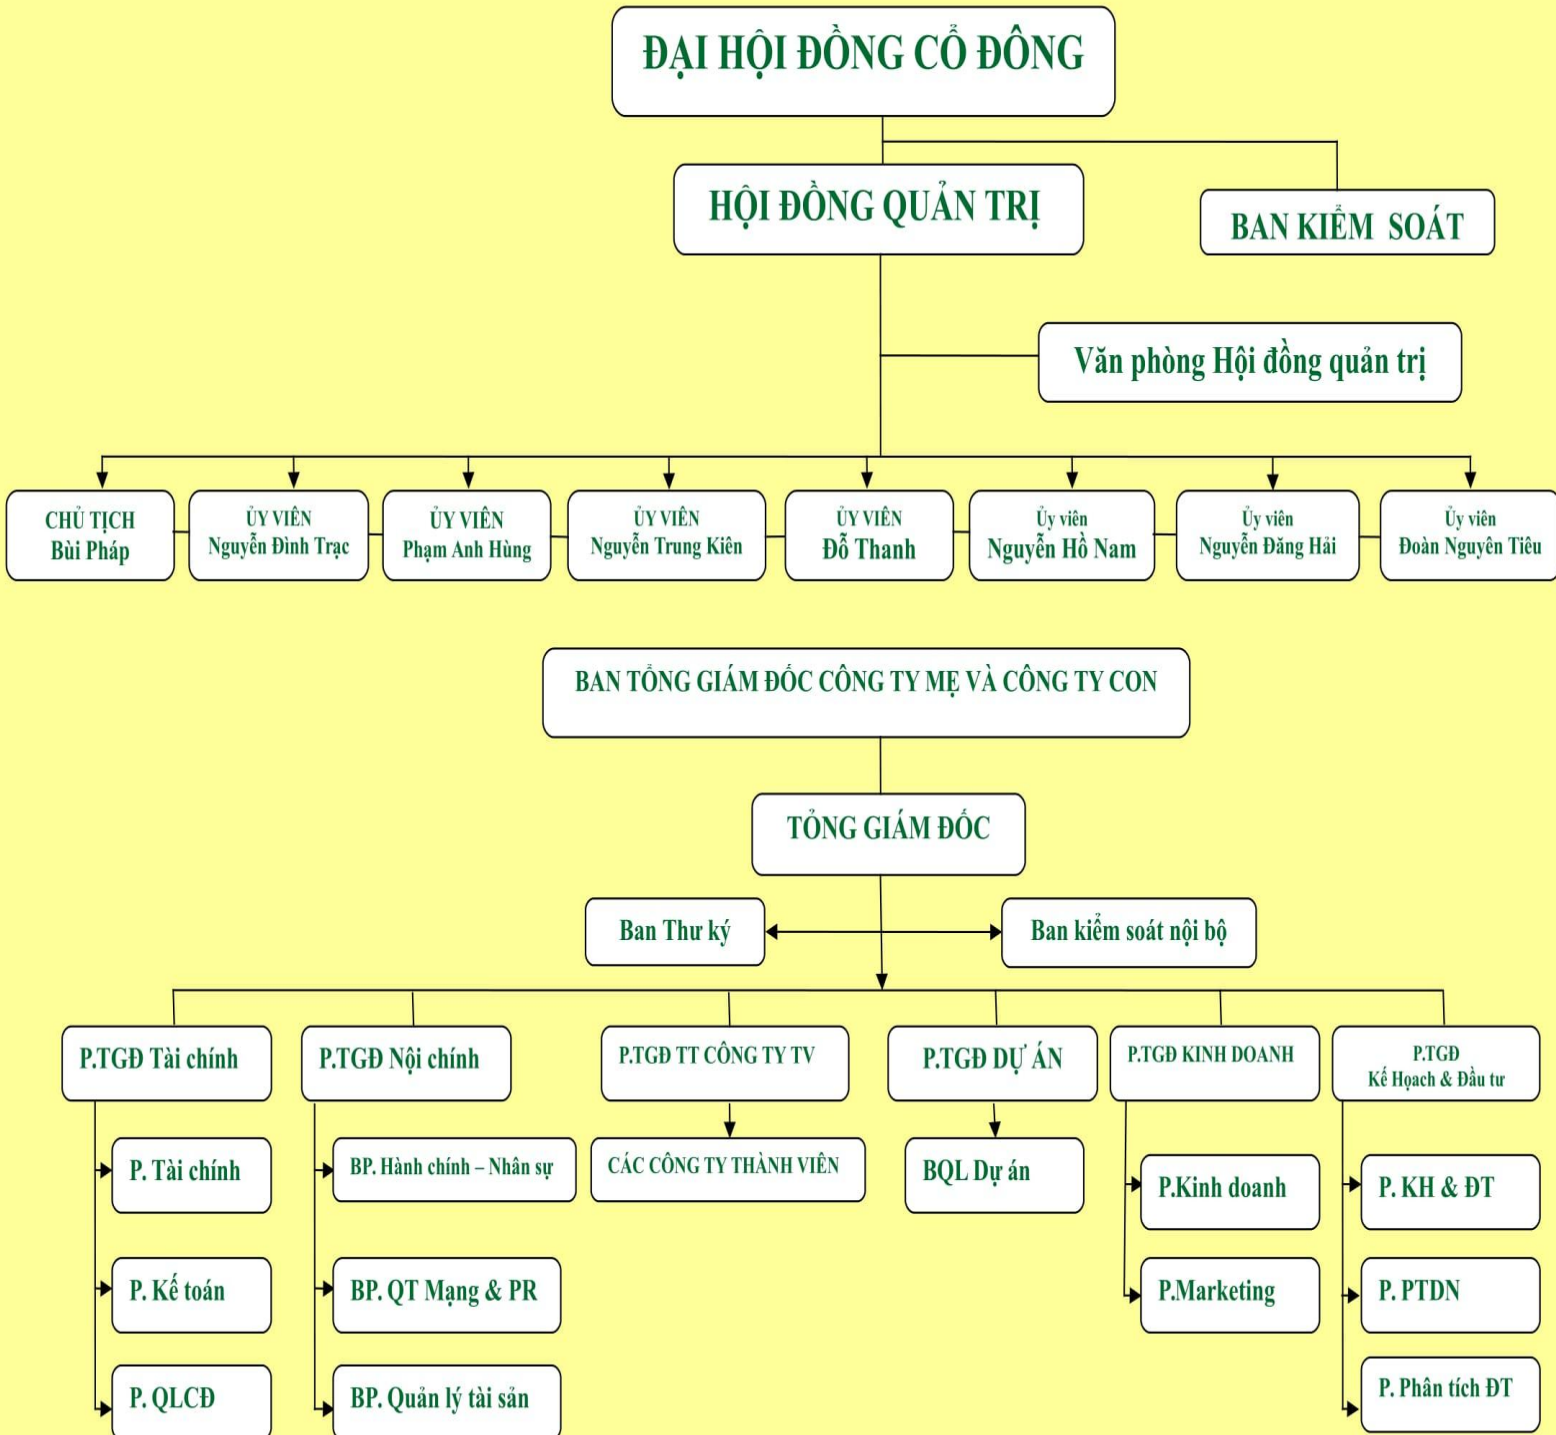 ĐẠI HỘI ĐỒNG CỔ ĐÔNG
HỘI ĐỒNG QUẢN TRỊ
BAN KIỂM SOÁT
Văn phòng Hội đồng quản trị
CHỦ TỊCH
Bùi Pháp
ỦY VIÊN
Nguyễn Đình Trạc
ỦY VIÊN
Phạm Anh Hùng
ỦY VIÊN
Nguyễn Trung Kiên
ỦY VIÊN
Đỗ Thanh
Ủy viên
Nguyễn Hồ Nam
Ủy viên
Nguyễn Đăng Hải
Ủy viên
Đoàn Nguyên Tiêu
BAN TỔNG GIÁM ĐỐC CÔNG TY MẸ VÀ CÔNG TY CON
TỎNG GIÁM ĐỐC
Ban Thư ký
Ban kiểm soát nội bộ
P.TGĐ Tài chính
P.TGĐ Nội chính
P.TGĐ TT CÔNG TY TV
P.TGĐ DỰ ÁN
P.TGĐ KINH DOANH
P.TGĐ
Kế Họach & Đầu tư
P. Tài chính
BP. Hành chính – Nhân sự
CÁC CÔNG TY THÀNH VIÊN
BQL Dự án
P.Kinh doanh
P. KH & ĐT
P. Kế toán
BP. QT Mạng & PR
P.Marketing
P. PTDN
P. QLCĐ
BP. Quản lý tài sản
P. Phân tích ĐT